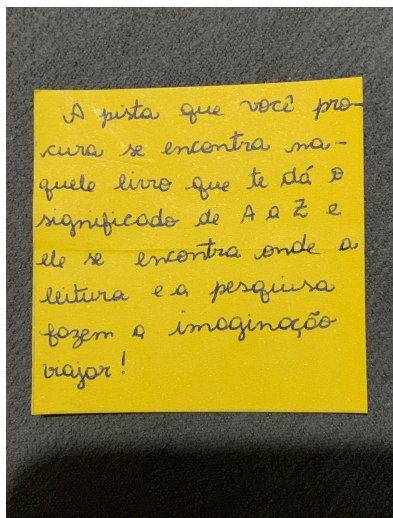 A pista que você pro-
cura se encontra na-
quele livro que te dá o
significado de A a Z e
ele se encontra onde a
leitura e a pesquisa
fazem a imaginação
viajar!